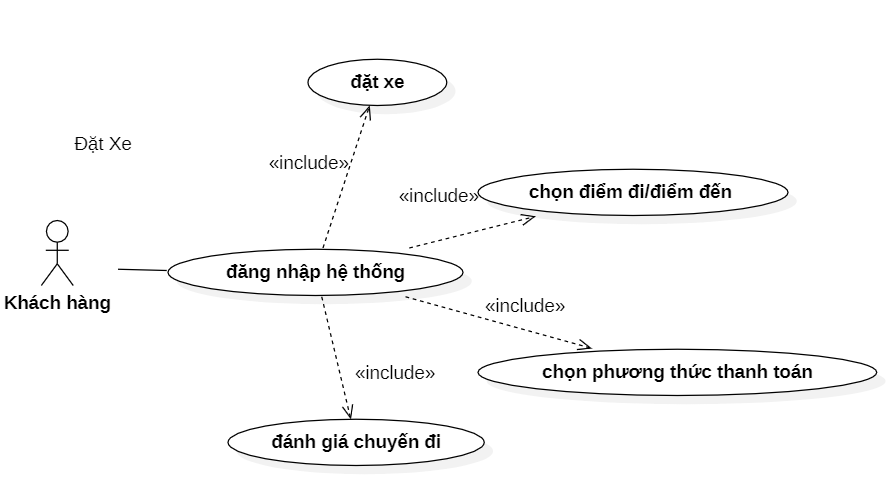 đặt xe
Đặt Xe
«include»
«include»
chọn điểm đi/điểm đến
đăng nhập hệ thống
Khách hàng
«include»
«include»
chọn phương thức thanh toán
đánh giá chuyến đi